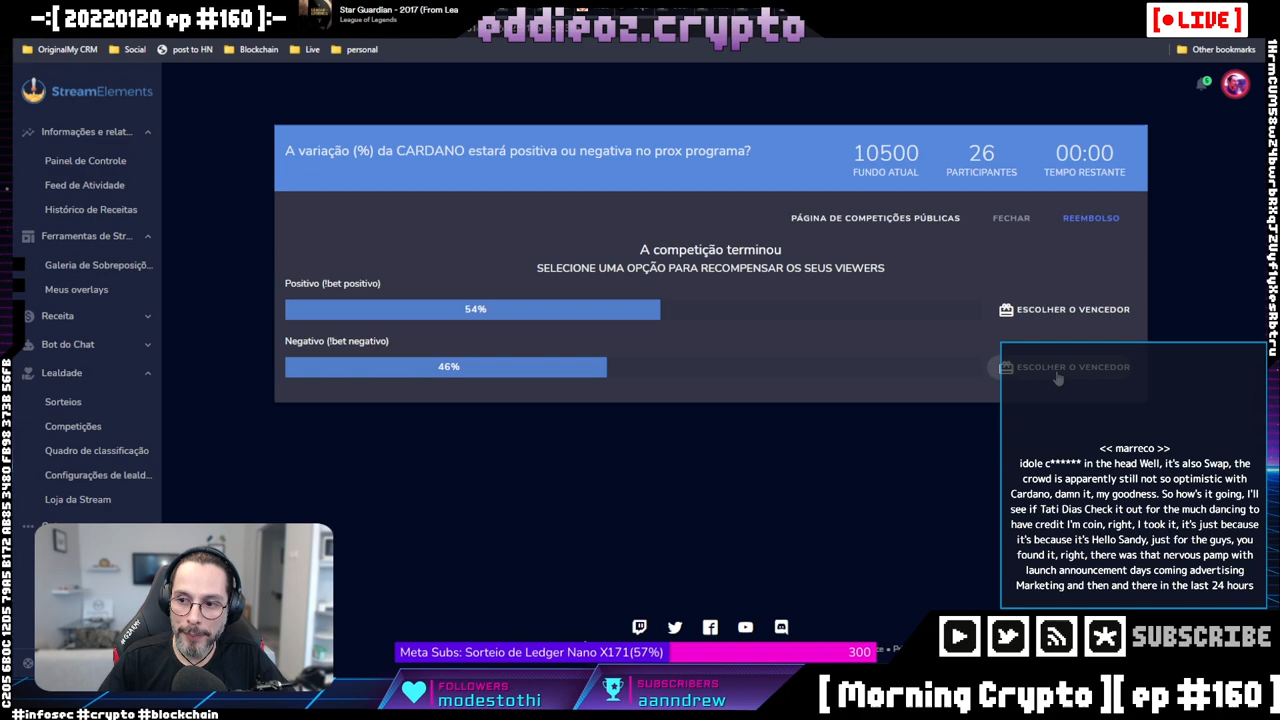 -:[ 20220120 ep #160 ]:-
Star Guardian - 2017 (From Lea
League of Legends
eddieoz.crypto
[●LIVE]
OriginalMy CRM
Social
post to HN
Blockchain
Live
personal
Other bookmarks
StreamElements
6
Informações e relat...
Painel de Controle
Feed de Atividade
Histórico de Receitas
Ferramentas de Str...
Galeria de Sobreposiçõ...
Meus overlays
Receita
Bot do Chat
Lealdade
Sorteios
Competições
Quadro de classificação
Configurações de leald...
Loja da Stream
A variação (%) da CARDANO estará positiva ou negativa no prox programa?
10500
FUNDO ATUAL
26
PARTICIPANTES
00:00
TEMPO RESTANTE
PÁGINA DE COMPETIÇÕES PÚBLICAS
FECHAR
REEMBOLSO
A competição terminou
SELECIONE UMA OPÇÃO PARA RECOMPENSAR OS SEUS VIEWERS
Positivo (!bet positivo)
54%
ESCOLHER O VENCEDOR
Negativo (!bet negativo)
46%
ESCOLHER O VENCEDOR
<< marreco >>
idole c****** in the head Well, it's also Swap, the
crowd is apparently still not so optimistic with
Cardano, damn it, my goodness. So how's it going, I'll
see if Tati Dias Check it out for the much dancing to
have credit I'm coin, right, I took it, it's just because
it's because it's Hello Sandy, just for the guys, you
found it, right, there was that nervous pamp with
launch announcement days coming advertising
Marketing and then and there in the last 24 hours
Meta Subs: Sorteio de Ledger Nano X171(57%)
300
FOLLOWERS
modestothi
SUBSCRIBERS
aanndrew
SUBSCRIBE
[ Morning Crypto ][ ep #160 ]
#infosec #crypto #blockchain